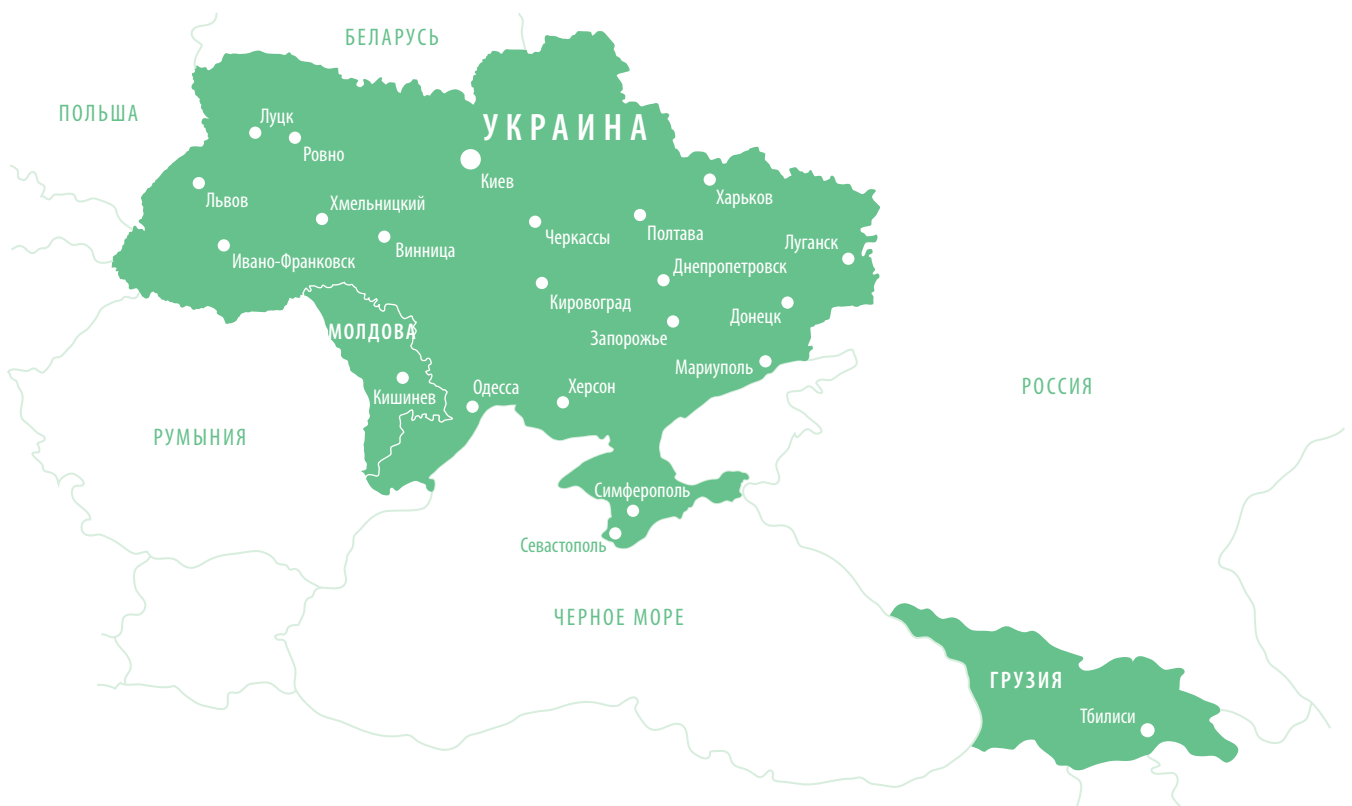 БЕЛАРУСЬ
ПОЛЬША
Луцк
УКРАИНА
Ровно
Киев
Харьков
Львов
Хмельницкий
Черкассы
Полтава
Луганск
Винница
Ивано-Франковск
Днепропетровск
Кировоград
Донецк
МОЛДОВА
Запорожье
Мариуполь
Одесса
Херсон
РОССИЯ
Кишинев
РУМЫНИЯ
Симферополь
Севастополь
ЧЕРНОЕ МОРЕ
ГРУЗИЯ
Тбилиси